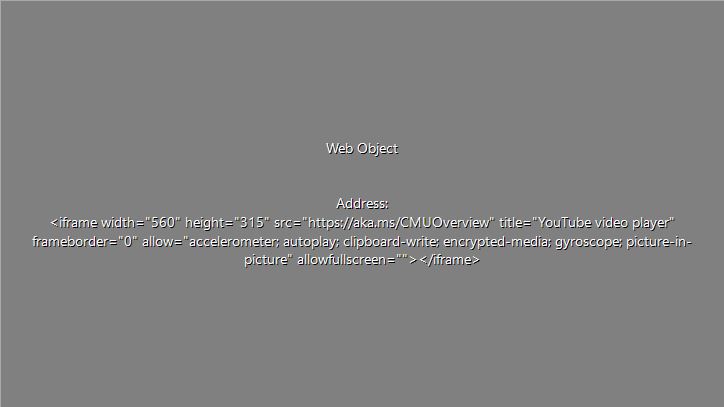 Web Object
Address:
<iframe width="560" height="315" src="https://aka.ms/CMUOverview" title="YouTube video player"
frameborder="0" allow="accelerometer; autoplay; clipboard-write; encrypted-media; gyroscope; picture-in-
picture" allowfullscreen=""></iframe>